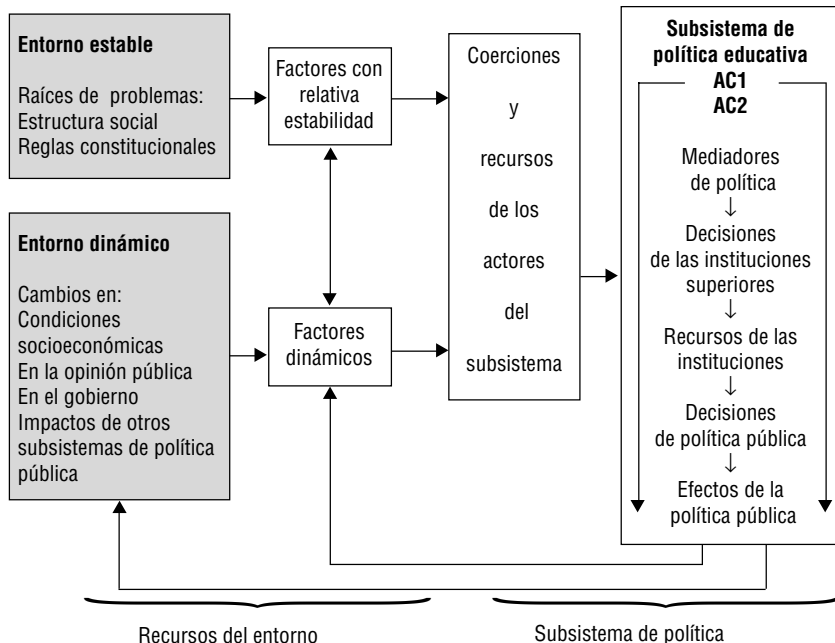 Entorno estable
Raíces de problemas:
Estructura social
Reglas constitucionales
Factores con
relativa
estabilidad
Entorno dinámico
Cambios en:
Condiciones
socioeconómicas
En la opinión pública
En el gobierno
Impactos de otros
subsistemas de política
pública
Factores
dinámicos
Coerciones
y
recursos
de los
actores
del
subsistema
Subsistema de
política educativa
AC1
AC2
Mediadores
de política
↓
Decisiones
de las instituciones
superiores
↓
Recursos de las
instituciones
↓
Decisiones
de política pública
↓
Efectos de la
política pública
Recursos del entorno
Subsistema de política